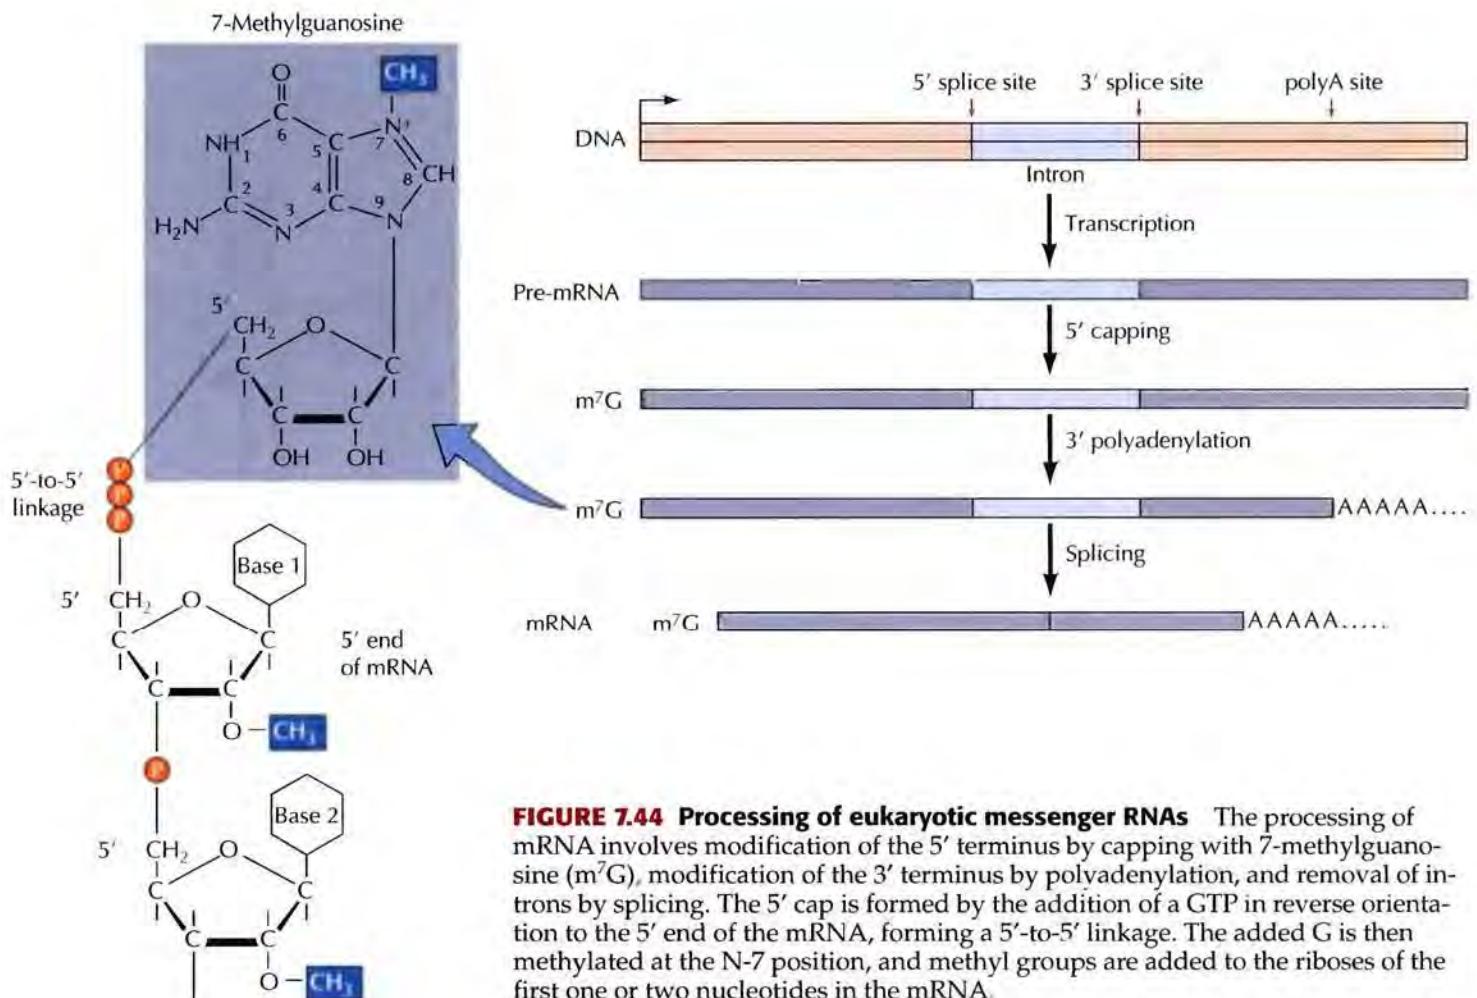 7-Methylguanosine
O
CH₃
C
6
NH
1
5
C
7
N⁺
8
CH
2
C
4
C
9
N
3
N
H₂N
5′
CH₂
O
C
C
C
C
OH
OH
5′-to-5′
linkage
P
P
P
Base 1
5′
CH₂
O
C
C
C
C
5′ end
of mRNA
O
CH₃
P
Base 2
5′
CH₂
O
C
C
C
C
O
CH₃
5′ splice site
3′ splice site
polyA site
DNA
Intron
Transcription
Pre-mRNA
5′ capping
m⁷G
3′ polyadenylation
m⁷G
AAAAA....
Splicing
mRNA
m⁷G
AAAAA.....
FIGURE 7.44 Processing of eukaryotic messenger RNAs The processing of
mRNA involves modification of the 5′ terminus by capping with 7-methylguano-
sine (m⁷G), modification of the 3′ terminus by polyadenylation, and removal of in-
trons by splicing. The 5′ cap is formed by the addition of a GTP in reverse orienta-
tion to the 5′ end of the mRNA, forming a 5′-to-5′ linkage. The added G is then
methylated at the N-7 position, and methyl groups are added to the riboses of the
first one or two nucleotides in the mRNA.